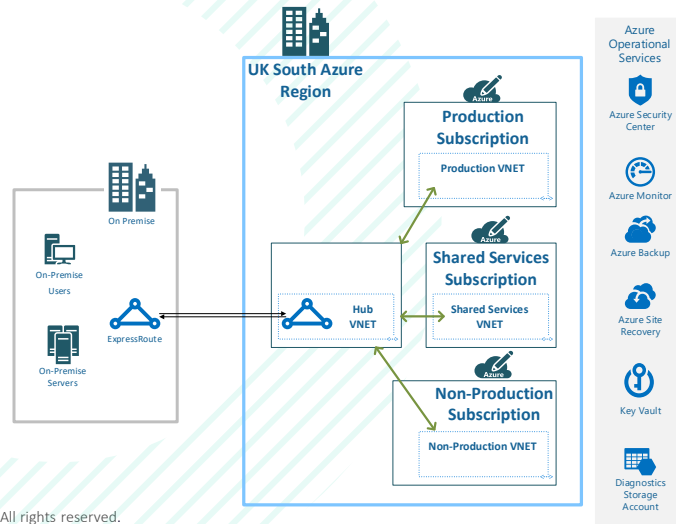 UK South Azure
Region
Azure
Production
Subscription
Production VNET
On Premise
On-Premise
Users
ExpressRoute
On-Premise
Servers
Hub
VNET
Azure
Shared Services
Subscription
Shared Services
VNET
Azure
Non-Production
Subscription
Non-Production VNET
Azure
Operational
Services
Azure Security
Center
Azure Monitor
Azure Backup
Azure Site
Recovery
Key Vault
Diagnostics
Storage
Account
All rights reserved.